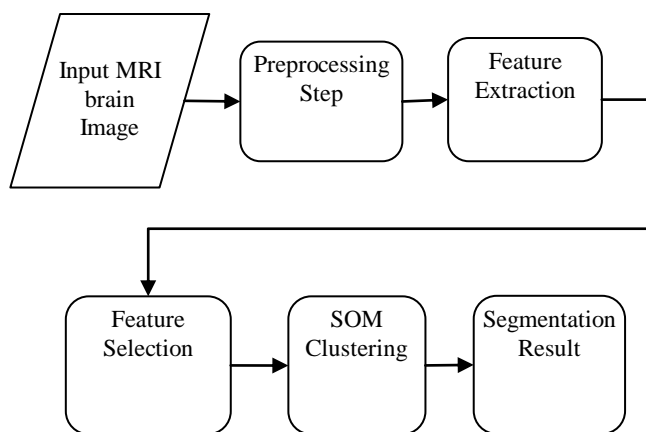 Input MRI
brain
Image
Preprocessing
Step
Feature
Extraction
Feature
Selection
SOM
Clustering
Segmentation
Result